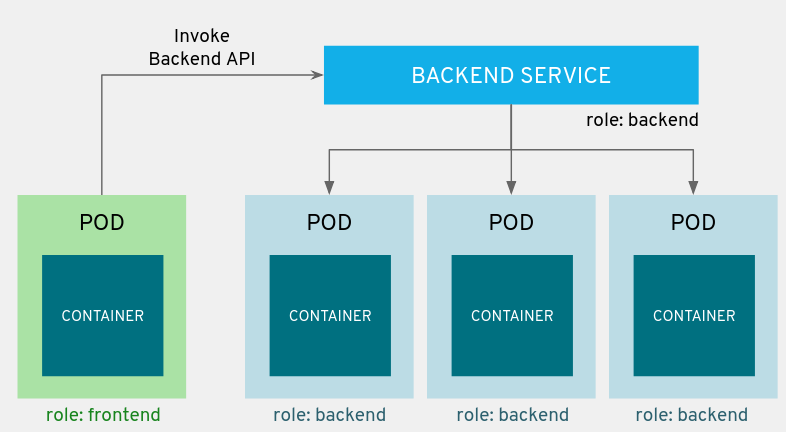 Invoke
Backend API
BACKEND SERVICE
role: backend
POD
POD
POD
POD
CONTAINER
CONTAINER
CONTAINER
CONTAINER
role: frontend
role: backend
role: backend
role: backend